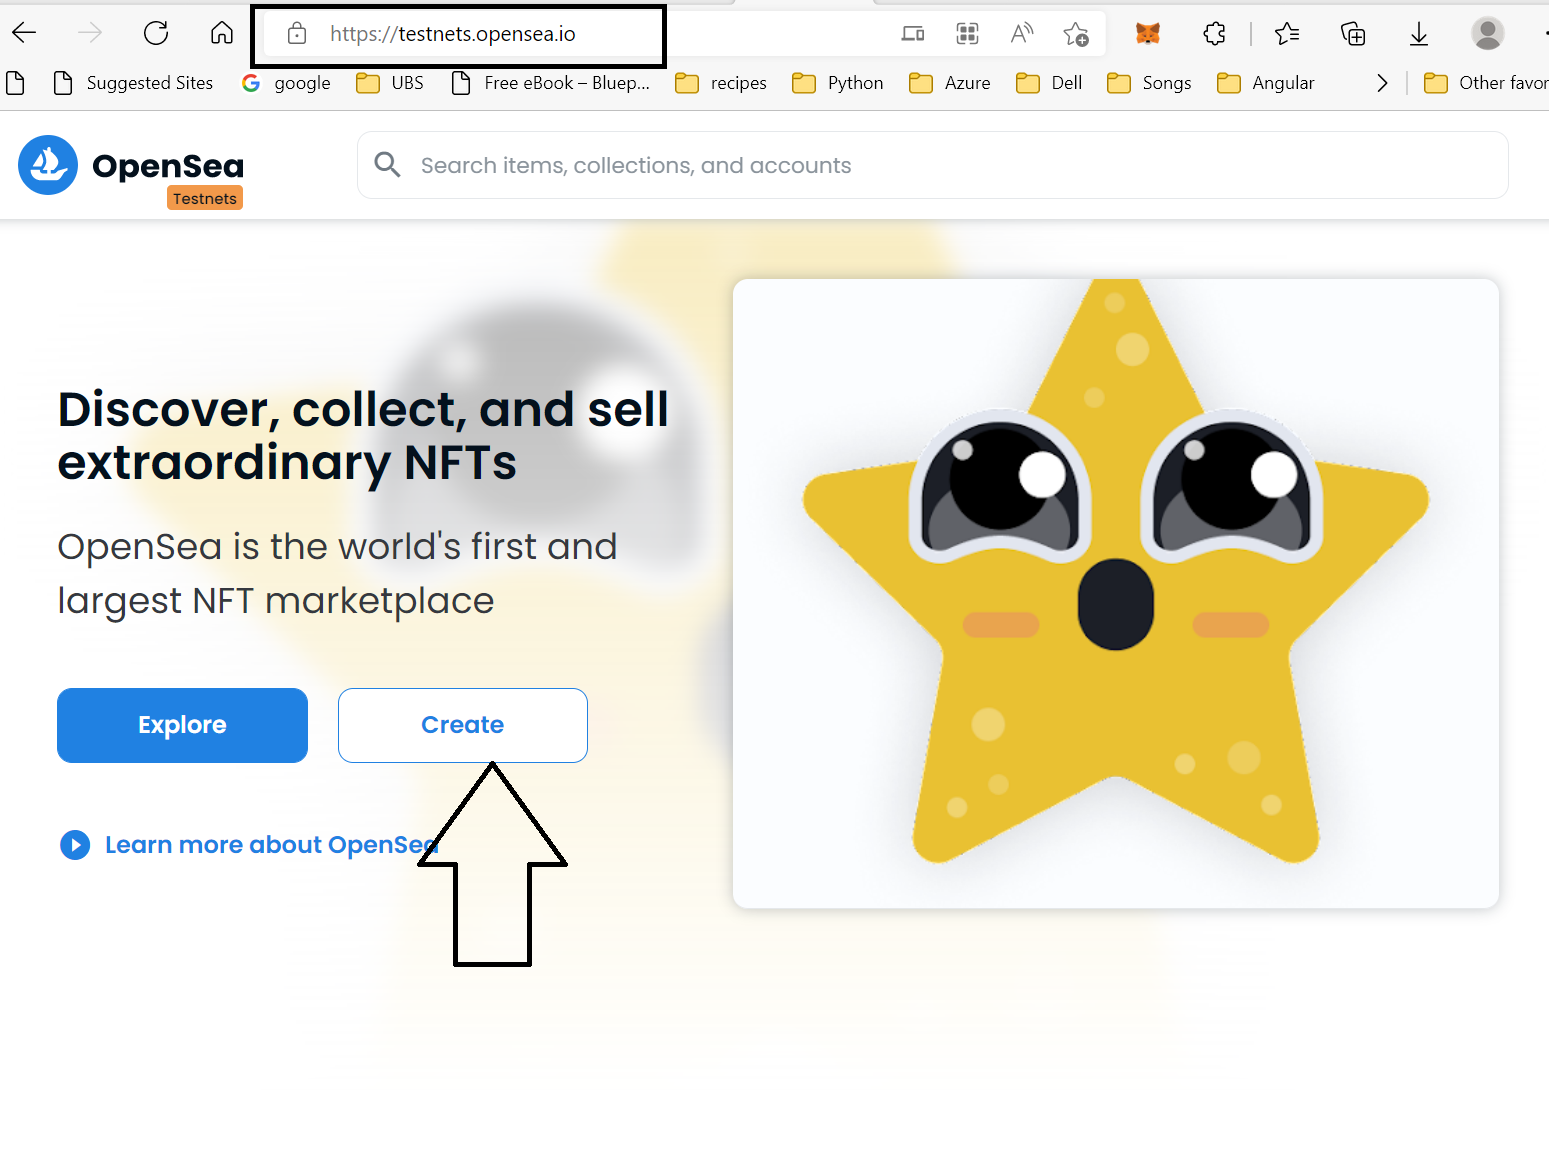 https://testnets.opensea.io
Suggested Sites google UBS Free eBook – Bluep... recipes Python Azure Dell Songs Angular Other favor
OpenSea
Testnets
Search items, collections, and accounts
Discover, collect, and sell
extraordinary NFTs
OpenSea is the world's first and
largest NFT marketplace
Explore Create
Learn more about OpenSea